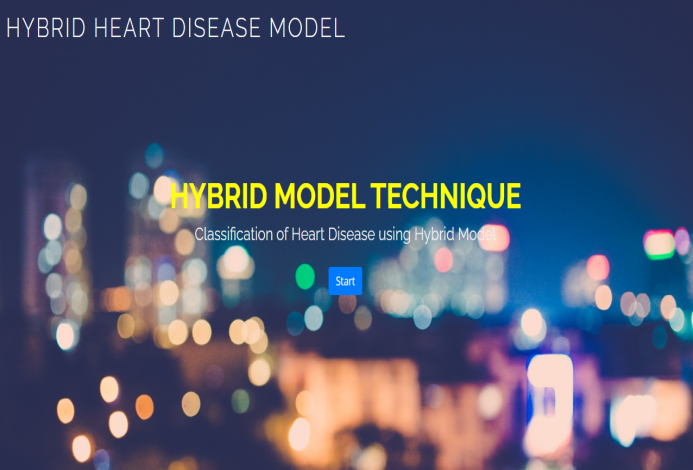 HYBRID HEART DISEASE MODEL
HYBRID MODEL TECHNIQUE
Classification of Heart Disease using Hybrid Model
Start